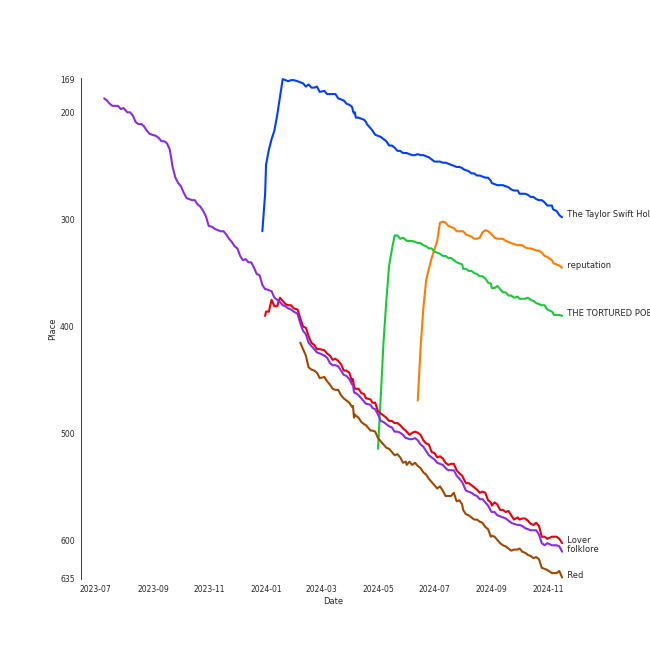 169
200
300
400
500
600
635
Place
2023-07
2023-09
2023-11
2024-01
2024-03
2024-05
2024-07
2024-09
2024-11
Date
The Taylor Swift Hol
reputation
THE TORTURED POE
Lover
folklore
Red